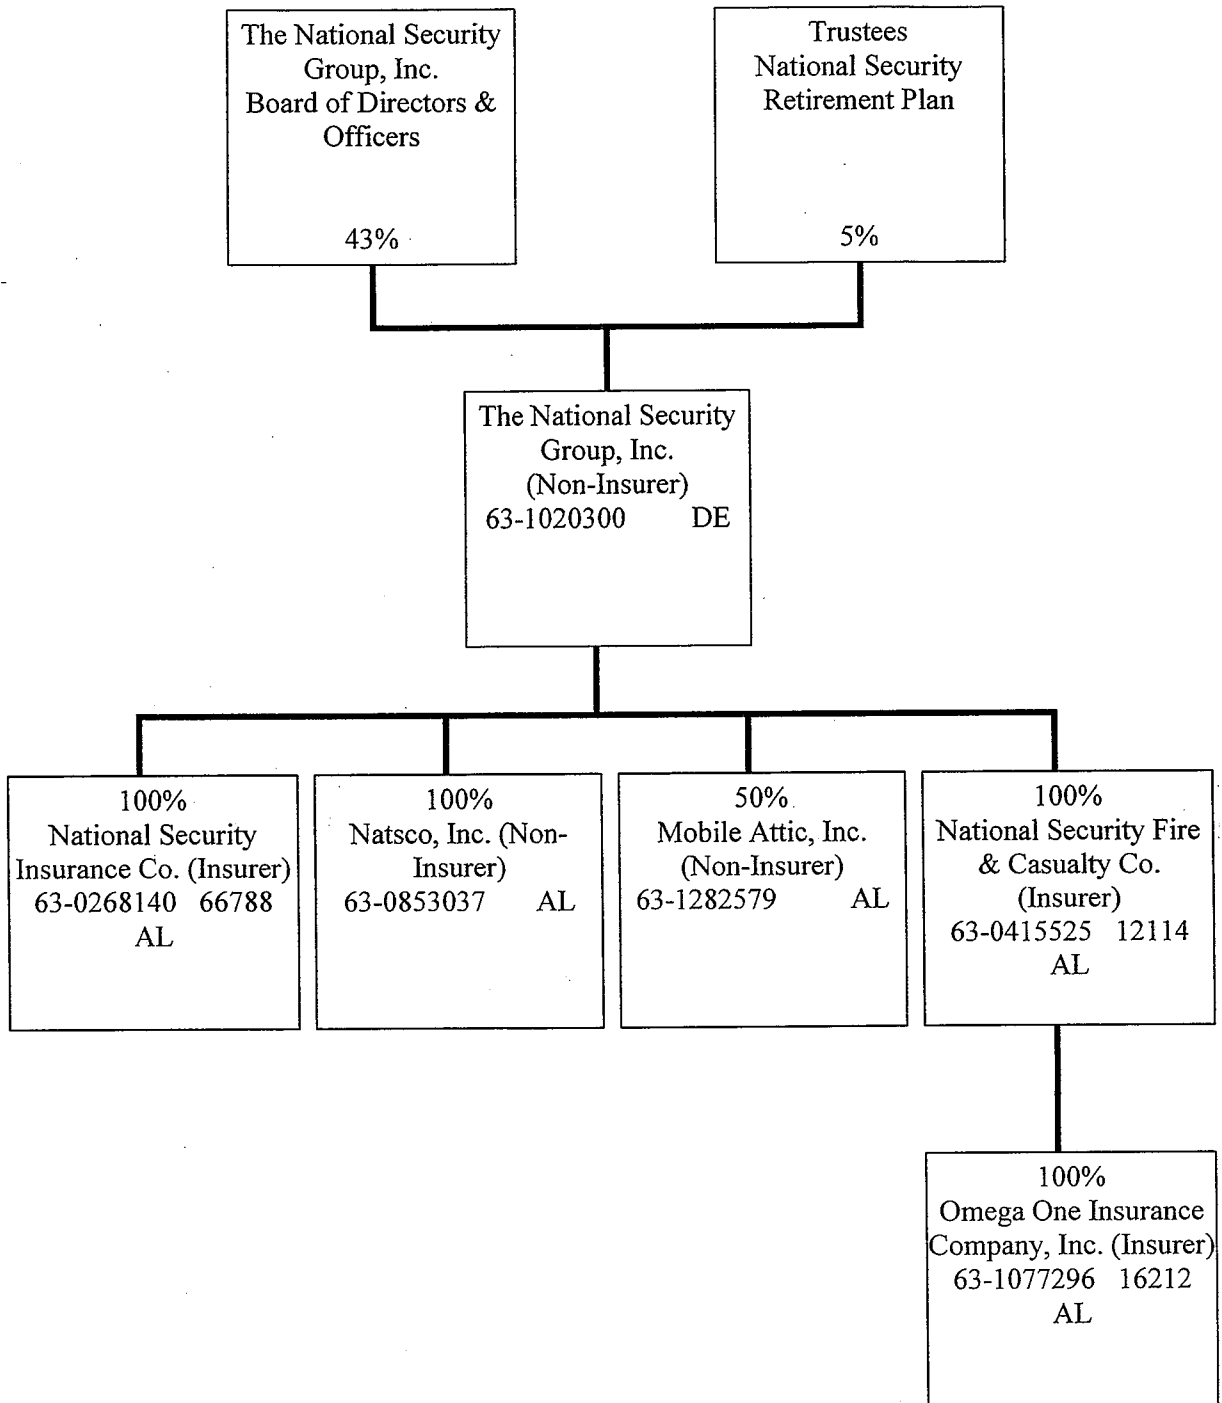 The National Security
Group, Inc.
Board of Directors &
Officers
43%
Trustees
National Security
Retirement Plan
5%
The National Security
Group, Inc.
(Non-Insurer)
63-1020300 DE
100%
National Security
Insurance Co. (Insurer)
63-0268140 66788
AL
100%
Natsco, Inc. (Non-
Insurer)
63-0853037 AL
50%
Mobile Attic, Inc.
(Non-Insurer)
63-1282579 AL
100%
National Security Fire
& Casualty Co.
(Insurer)
63-0415525 12114
AL
100%
Omega One Insurance
Company, Inc. (Insurer)
63-1077296 16212
AL